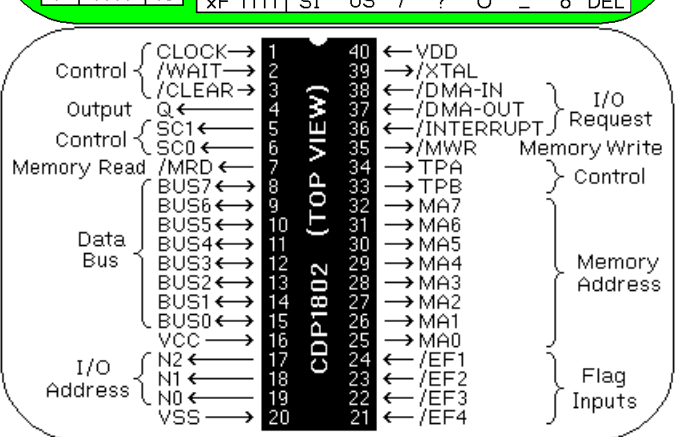 xF 1111 SI US / ? O _ o DEL
CLOCK→ 1 40 ←VDD
Control /WAIT→ 2 39 →/XTAL
/CLEAR→ 3 38 ←/DMA-IN I/O
Output Q← 4 37 ←/DMA-OUT Request
Control SC1← 5 36 ←/INTERRUPT
SC0← 6 35 →/MWR Memory Write
Memory Read /MRD← 7 34 →TPA Control
BUS7↔ 8 33 →TPB
BUS6↔ 9 32 →MA7
BUS5↔ 10 31 →MA6
Data BUS4↔ 11 30 →MA5
Bus BUS3↔ 12 29 →MA4 Memory
BUS2↔ 13 28 →MA3 Address
BUS1↔ 14 27 →MA2
BUS0↔ 15 26 →MA1
VCC→ 16 25 →MA0
I/O N2← 17 24 ←/EF1
Address N1← 18 23 ←/EF2 Flag
N0← 19 22 ←/EF3 Inputs
VSS→ 20 21 ←/EF4
CDP1802 (TOP VIEW)